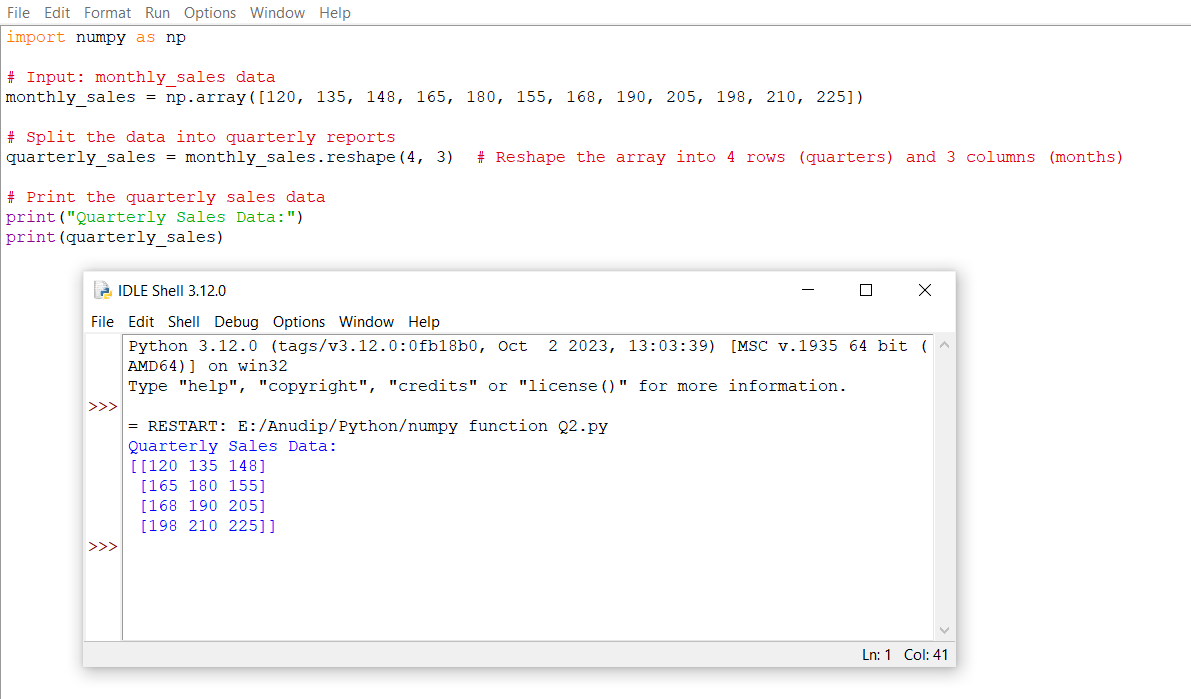 File Edit Format Run Options Window Help
import numpy as np
# Input: monthly_sales data
monthly_sales = np.array([120, 135, 148, 165, 180, 155, 168, 190, 205, 198, 210, 225])
# Split the data into quarterly reports
quarterly_sales = monthly_sales.reshape(4, 3)  # Reshape the array into 4 rows (quarters) and 3 columns (months)
# Print the quarterly sales data
print("Quarterly Sales Data:")
print(quarterly_sales)
IDLE Shell 3.12.0
File Edit Shell Debug Options Window Help
Python 3.12.0 (tags/v3.12.0:0fb18b0, Oct  2 2023, 13:03:39) [MSC v.1935 64 bit (
AMD64)] on win32
Type "help", "copyright", "credits" or "license()" for more information.
>>>
= RESTART: E:/Anudip/Python/numpy function Q2.py
Quarterly Sales Data:
[[120 135 148]
 [165 180 155]
 [168 190 205]
 [198 210 225]]
>>>
Ln: 1 Col: 41